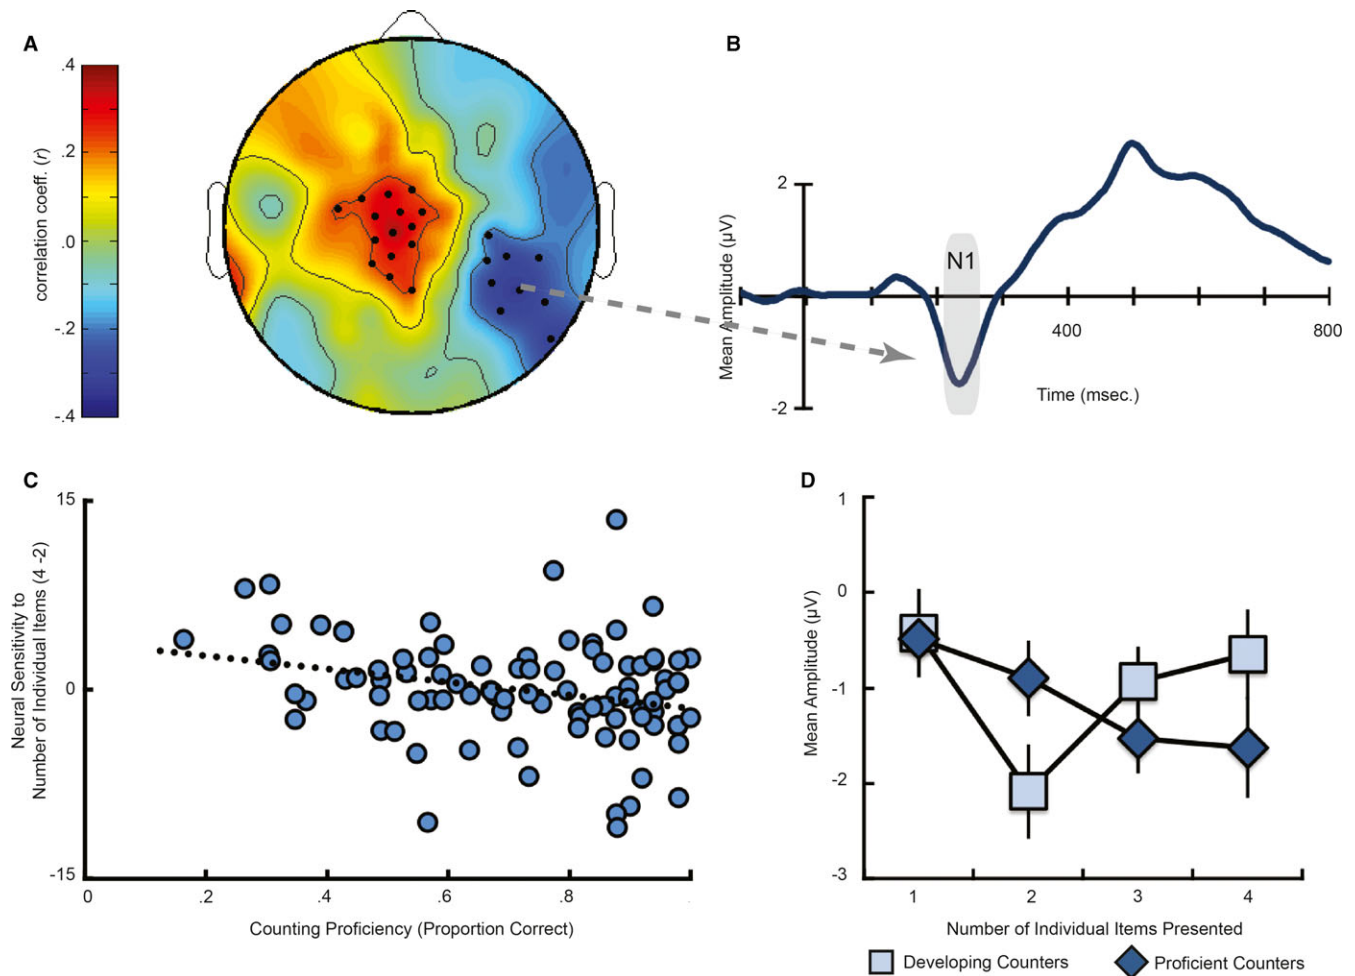 A
B
.4
.2
.0
-.2
-.4
correlation coeff. (r)
2
-2
Mean Amplitude (µV)
N1
400
800
Time (msec.)
C
15
0
-15
Neural Sensitivity to
Number of Individual Items (4 -2)
0
.2
.4
.6
.8
.
Counting Proficiency (Proportion Correct)
D
1
0
-1
-2
-3
Mean Amplitude (µV)
1
2
3
4
Number of Individual Items Presented
Developing Counters
Proficient Counters